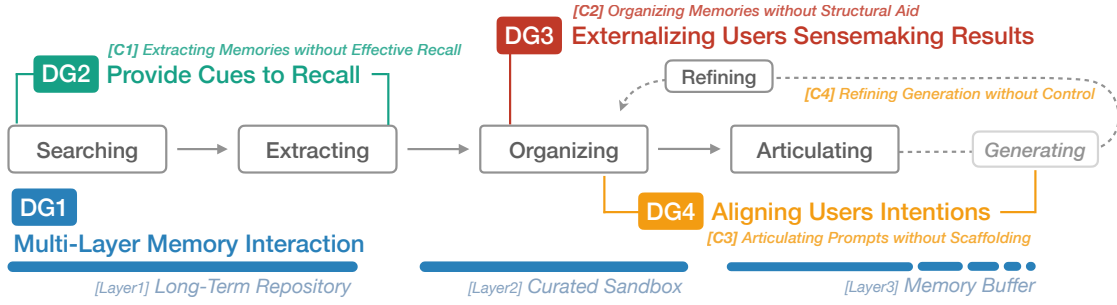 [C1] Extracting Memories without Effective Recall
DG2 Provide Cues to Recall
[C2] Organizing Memories without Structural Aid
DG3 Externalizing Users Sensemaking Results
Refining
[C4] Refining Generation without Control
Searching
Extracting
Organizing
Articulating
Generating
DG1
Multi-Layer Memory Interaction
DG4 Aligning Users Intentions
[C3] Articulating Prompts without Scaffolding
[Layer1] Long-Term Repository
[Layer2] Curated Sandbox
[Layer3] Memory Buffer